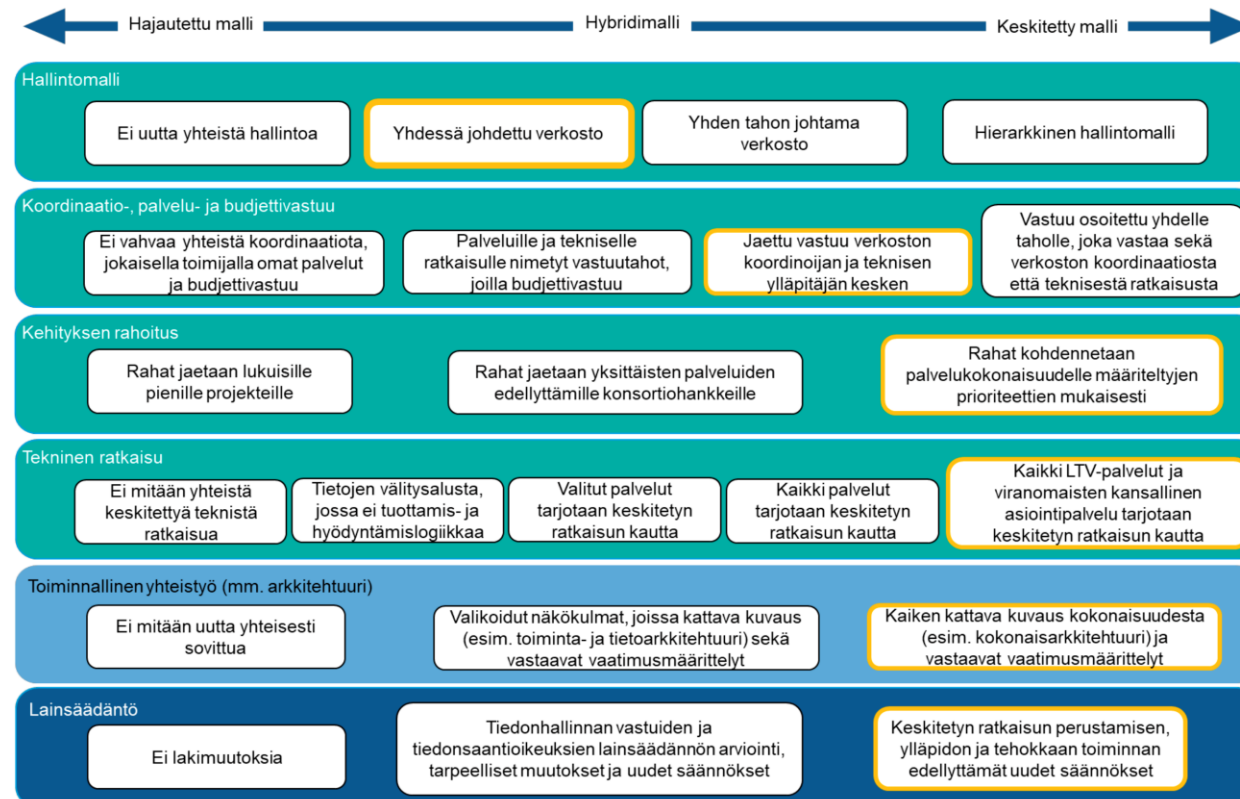 Hajautettu malli
Hybridimalli
Keskitetty malli
Hallintomalli
Ei uutta yhteistä hallintoa
Yhdessä johdettu verkosto
Yhden tahon johtama
verkosto
Hierarkkinen hallintomalli
Koordinaatio-, palvelu- ja budjettivastuu
Ei vahvaa yhteistä koordinaatiota,
jokaisella toimijalla omat palvelut
ja budjettivastuu
Palveluille ja tekniselle
ratkaisulle nimetyt vastuutahot,
joilla budjettivastuu
Jaettu vastuu verkoston
koordinoijan ja teknisen
ylläpitäjän kesken
Vastuu osoitettu yhdelle
taholle, joka vastaa sekä
verkoston koordinaatiosta
että teknisestä ratkaisusta
Kehityksen rahoitus
Rahat jaetaan lukuisille
pienille projekteille
Rahat jaetaan yksittäisten palveluiden
edellyttämille konsortiohankkeille
Rahat kohdennetaan
palvelukokonaisuudelle määriteltyjen
prioriteettien mukaisesti
Tekninen ratkaisu
Ei mitään yhteistä
keskitettyä teknistä
ratkaisua
Tietojen välitysalusta,
jossa ei tuottamis- ja
hyödyntämislogiikkaa
Valitut palvelut
tarjotaan keskitetyn
ratkaisun kautta
Kaikki palvelut
tarjotaan keskitetyn
ratkaisun kautta
Kaikki LTV-palvelut ja
viranomaisten kansallinen
asiointipalvelu tarjotaan
keskitetyn ratkaisun kautta
Toiminnallinen yhteistyö (mm. arkkitehtuuri)
Ei mitään uutta yhteisesti
sovittua
Valikoidut näkökulmat, joissa kattava kuvaus
(esim. toiminta- ja tietoarkkitehtuuri) sekä
vastaavat vaatimusmäärittelyt
Kaiken kattava kuvaus kokonaisuudesta
(esim. kokonaisarkkitehtuuri) ja
vastaavat vaatimusmäärittelyt
Lainsäädäntö
Ei lakimuutoksia
Tiedonhallinnan vastuiden ja
tiedonsaantioikeuksien lainsäädännön arviointi,
tarpeelliset muutokset ja uudet säännökset
Keskitetyn ratkaisun perustamisen,
ylläpidon ja tehokkaan toiminnan
edellyttämät uudet säännökset